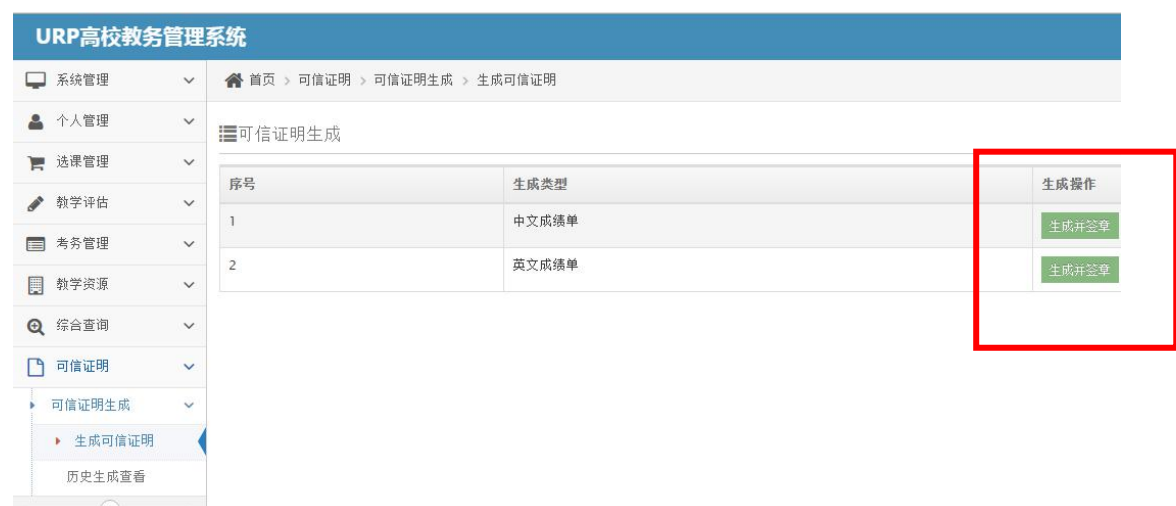 URP高校教务管理系统
系统管理
个人管理
选课管理
教学评估
考务管理
教学资源
综合查询
可信证明
可信证明生成
生成可信证明
历史生成查看
首页 > 可信证明 > 可信证明生成 > 生成可信证明
可信证明生成
序号 生成类型 生成操作
1 中文成绩单 生成并签章
2 英文成绩单 生成并签章